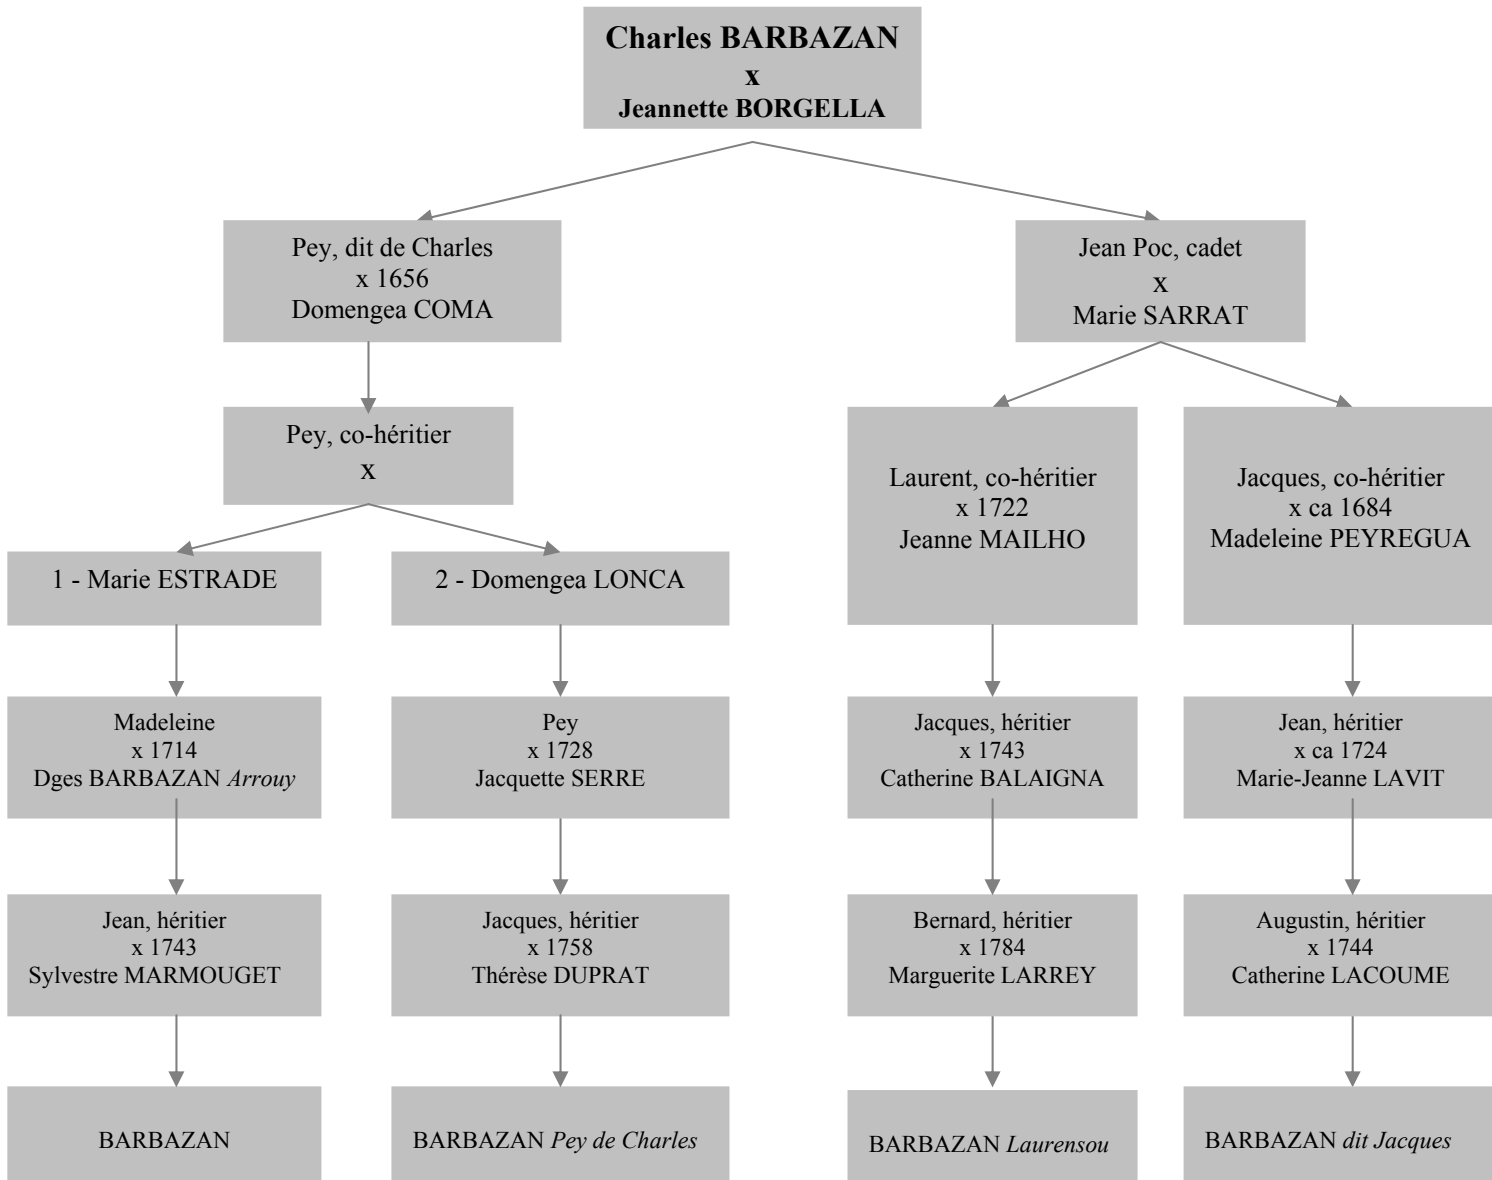 Charles BARBAZAN
x
Jeannette BORGELLA
Pey, dit de Charles
x 1656
Domengea COMA
Jean Poc, cadet
x
Marie SARRAT
Pey, co-héritier
x
Laurent, co-héritier
x 1722
Jeanne MAILHO
Jacques, co-héritier
x ca 1684
Madeleine PEYREGUA
1 - Marie ESTRADE
2 - Domengea LONCA
Madeleine
x 1714
Dges BARBAZAN Arrouy
Pey
x 1728
Jacquette SERRE
Jacques, héritier
x 1743
Catherine BALAIGNA
Jean, héritier
x ca 1724
Marie-Jeanne LAVIT
Jean, héritier
x 1743
Sylvestre MARMOUGET
Jacques, héritier
x 1758
Thérèse DUPRAT
Bernard, héritier
x 1784
Marguerite LARREY
Augustin, héritier
x 1744
Catherine LACOUME
BARBAZAN
BARBAZAN Pey de Charles
BARBAZAN Laurensou
BARBAZAN dit Jacques